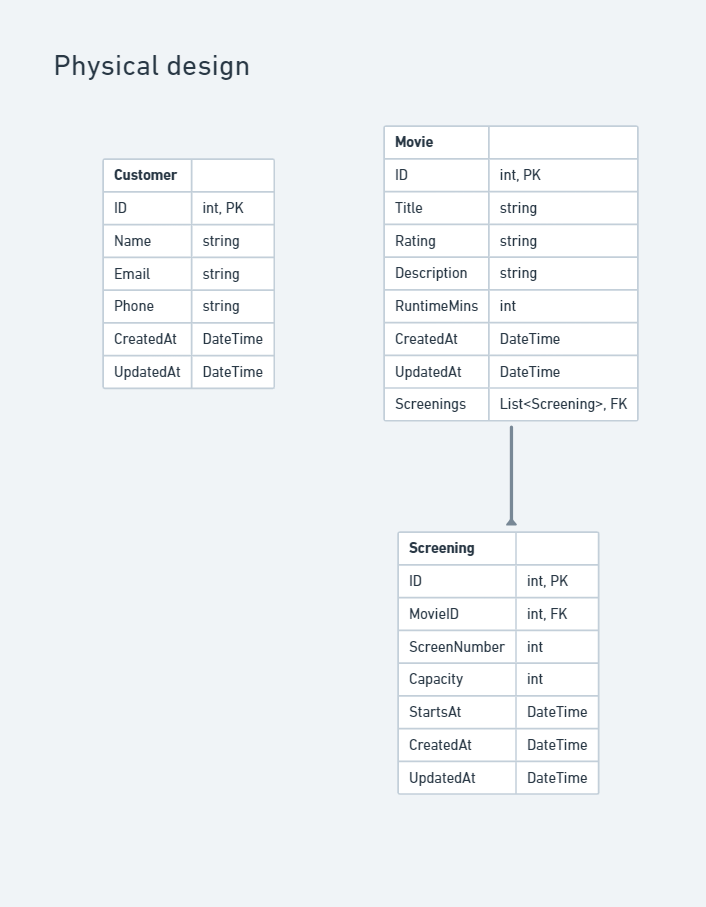 Physical design
Customer
ID int, PK
Name string
Email string
Phone string
CreatedAt DateTime
UpdatedAt DateTime
Movie
ID int, PK
Title string
Rating string
Description string
RuntimeMins int
CreatedAt DateTime
UpdatedAt DateTime
Screenings List<Screening>, FK
Screening
ID int, PK
MovieID int, FK
ScreenNumber int
Capacity int
StartsAt DateTime
CreatedAt DateTime
UpdatedAt DateTime